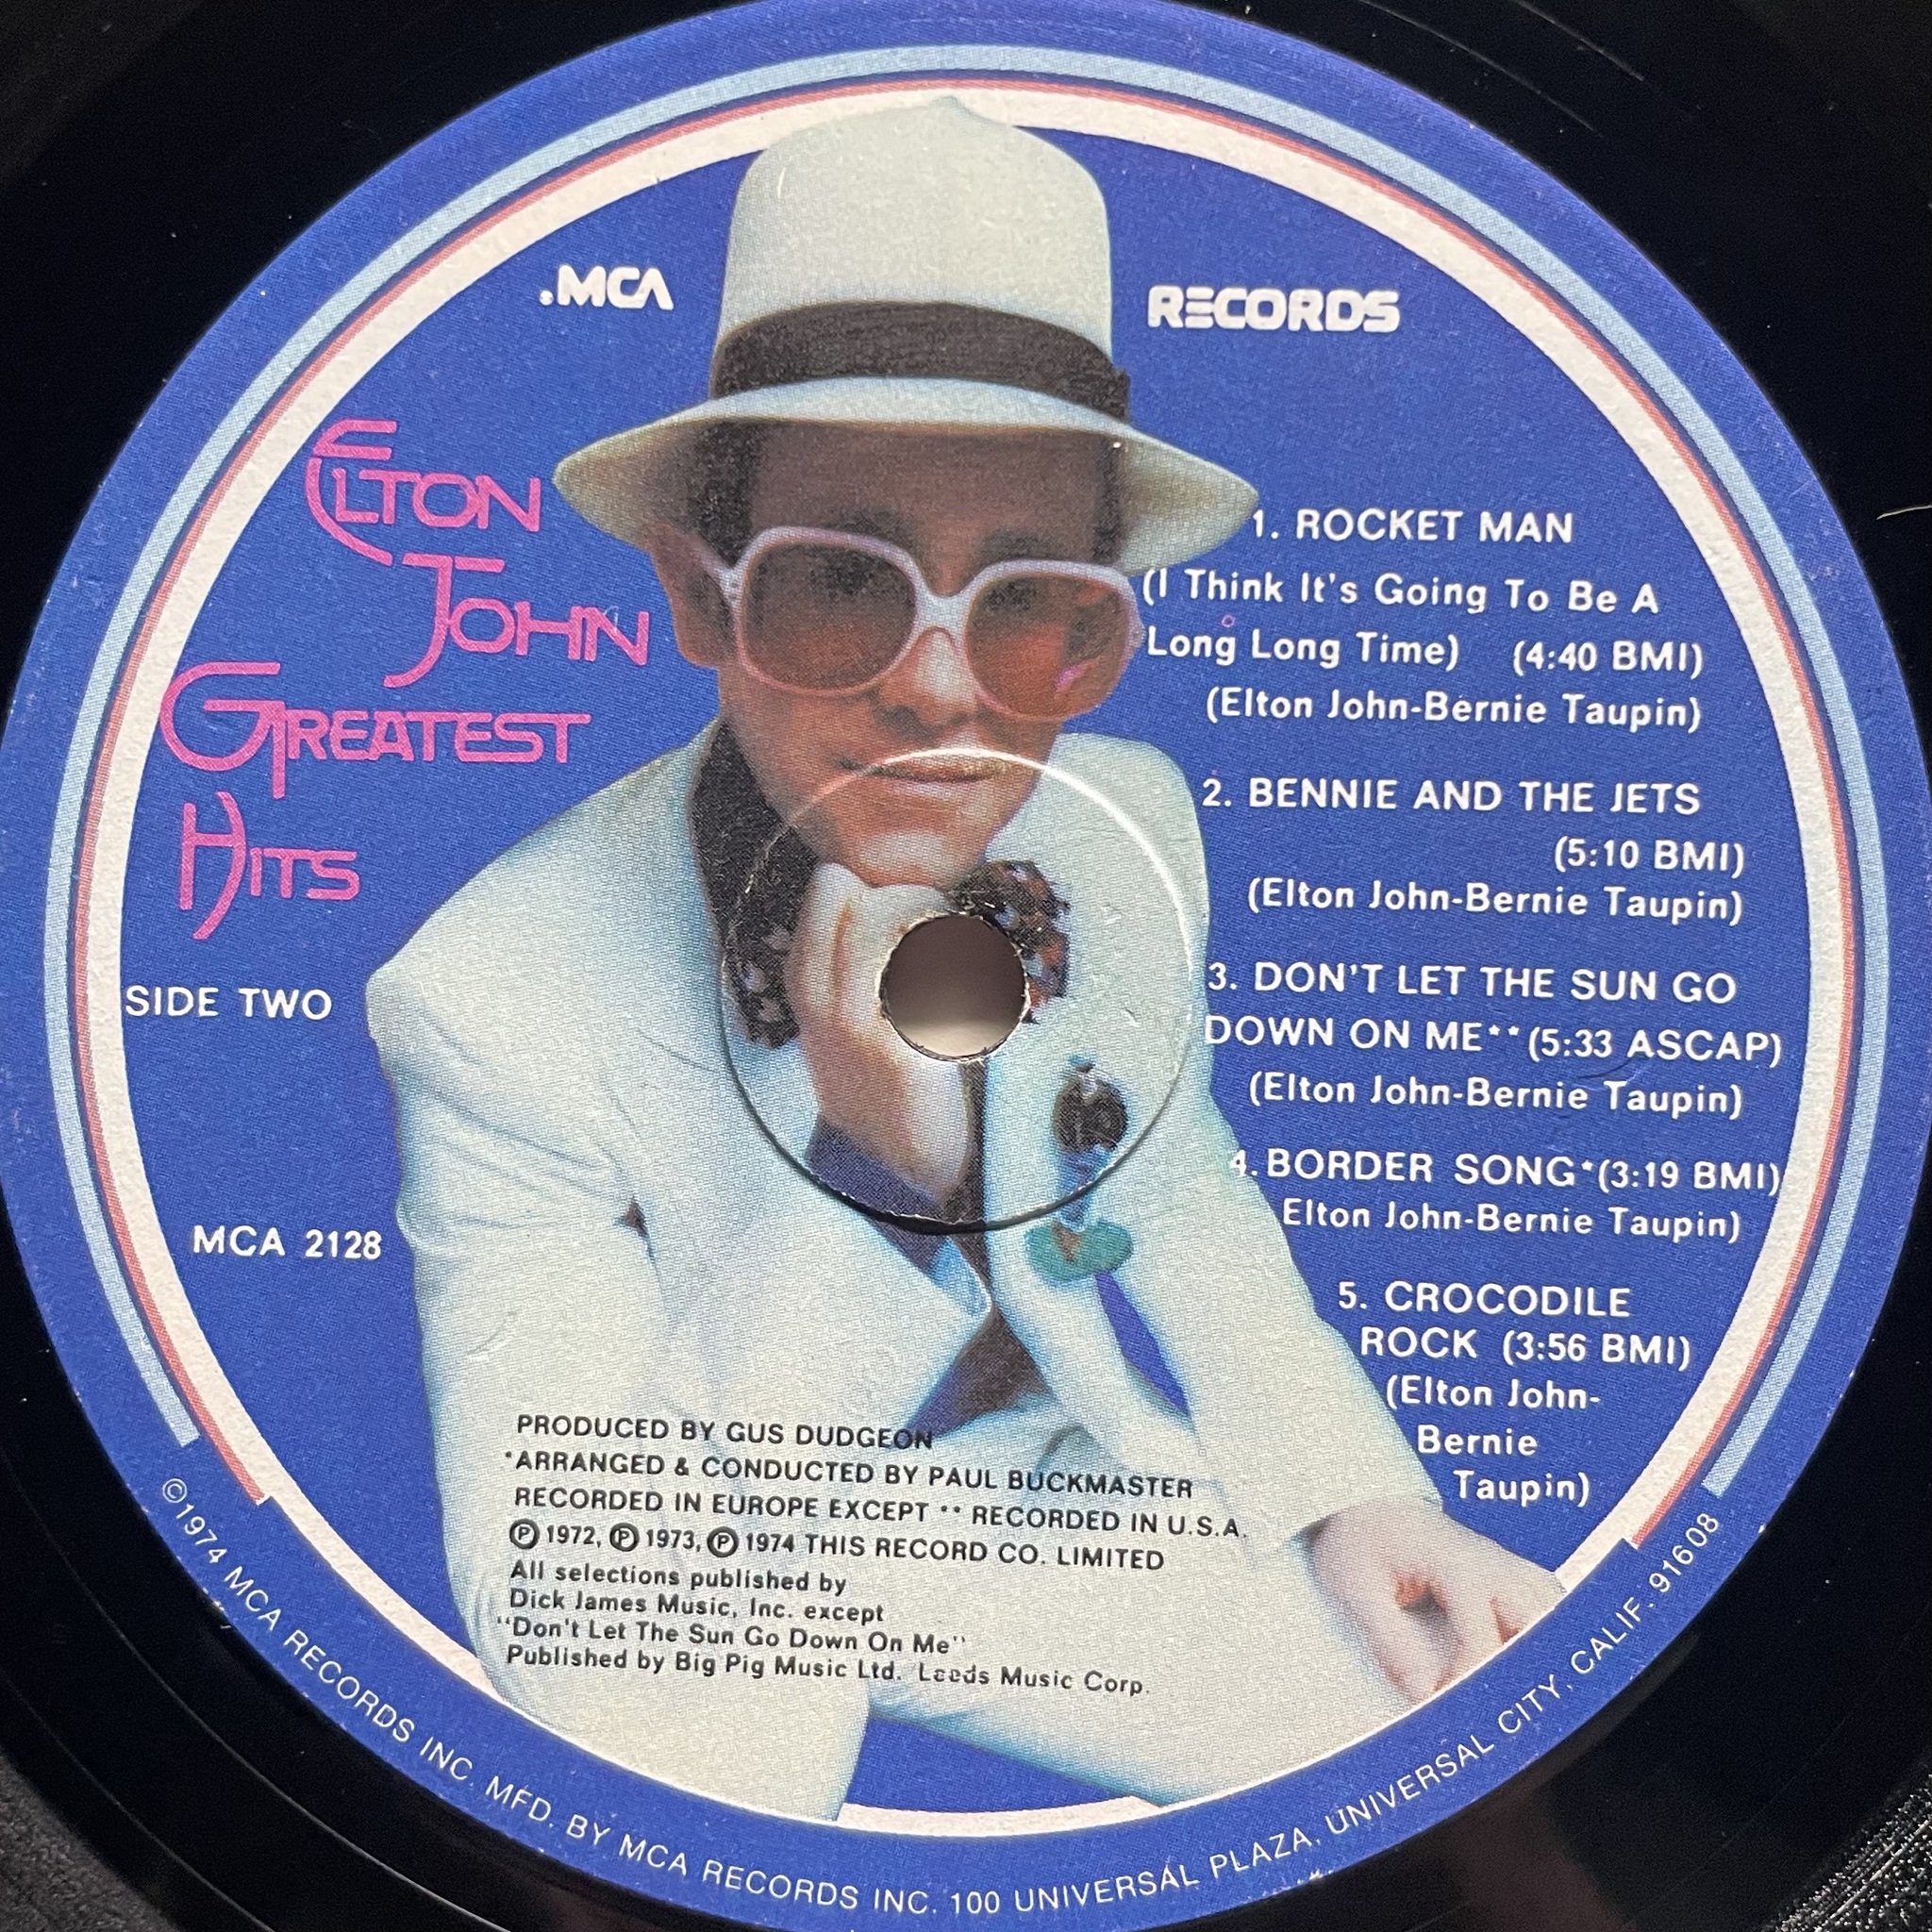 .MCA RECORDS
ELTON
JOHN
GREATEST
HITS
SIDE TWO
MCA 2128
1. ROCKET MAN
(I Think It's Going To Be A
Long Long Time) (4:40 BMI)
(Elton John-Bernie Taupin)
2. BENNIE AND THE JETS
(5:10 BMI)
(Elton John-Bernie Taupin)
3. DON'T LET THE SUN GO
DOWN ON ME** (5:33 ASCAP)
(Elton John-Bernie Taupin)
4. BORDER SONG* (3:19 BMI)
Elton John-Bernie Taupin)
5. CROCODILE
ROCK (3:56 BMI)
(Elton John-
Bernie
Taupin)
PRODUCED BY GUS DUDGEON
*ARRANGED & CONDUCTED BY PAUL BUCKMASTER
RECORDED IN EUROPE EXCEPT ** RECORDED IN U.S.A.
℗ 1972, ℗ 1973, ℗ 1974 THIS RECORD CO. LIMITED
All selections published by
Dick James Music, Inc. except
"Don't Let The Sun Go Down On Me"
Published by Big Pig Music Ltd. Leeds Music Corp.
©1974 MCA RECORDS INC. MFD. BY MCA RECORDS INC. 100 UNIVERSAL PLAZA, UNIVERSAL CITY, CALIF. 91608